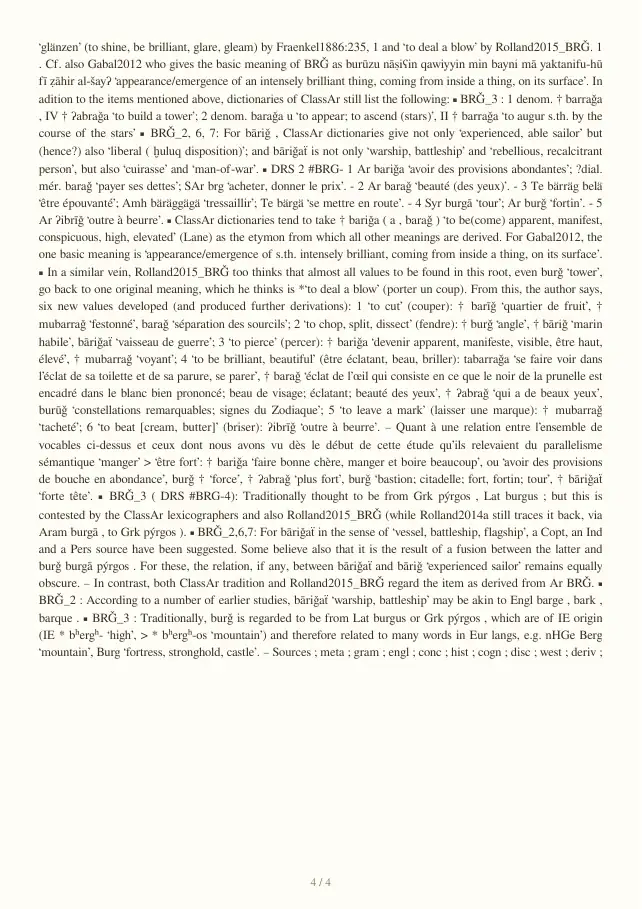 ‘glänzen’ (to shine, be brilliant, glare, gleam) by Fraenkel1886:235, 1 and ‘to deal a blow’ by Rolland2015_BRǦ. 1
. Cf. also Gabal2012 who gives the basic meaning of BRǦ as burūzu nāṣiʕin qawiyyin min bayni mā yaktanifu-hū
fī ẓāhir al-šayʔ ‘appearance/emergence of an intensely brilliant thing, coming from inside a thing, on its surface’. In
adition to the items mentioned above, dictionaries of ClassAr still list the following: ▪ BRǦ_3 : 1 denom. † barraǧa
, IV † ʔabraǧa ‘to build a tower’; 2 denom. baraǧa u ‘to appear; to ascend (stars)’, II † barraǧa ‘to augur s.th. by the
course of the stars’ ▪ BRǦ_2, 6, 7: For bāriǧ , ClassAr dictionaries give not only ‘experienced, able sailor’ but
(hence?) also ‘liberal ( ḫuluq disposition)’; and bāriǧaẗ is not only ‘warship, battleship’ and ‘rebellious, recalcitrant
person’, but also ‘cuirasse’ and ‘man-of-war’. ▪ DRS 2 #BRG- 1 Ar bariǧa ‘avoir des provisions abondantes’; ?dial.
mér. baraǧ ‘payer ses dettes’; SAr brg ‘acheter, donner le prix’. - 2 Ar baraǧ ‘beauté (des yeux)’. - 3 Te bärräg belä
‘être épouvanté’; Amh bäräggägä ‘tressaillir’; Te bärgä ‘se mettre en route’. - 4 Syr burgā ‘tour’; Ar burǧ ‘fortin’. - 5
Ar ʔibrīǧ ‘outre à beurre’. ▪ ClassAr dictionaries tend to take † bariǧa ( a , baraǧ ) ‘to be(come) apparent, manifest,
conspicuous, high, elevated’ (Lane) as the etymon from which all other meanings are derived. For Gabal2012, the
one basic meaning is ‘appearance/emergence of s.th. intensely brilliant, coming from inside a thing, on its surface’.
▪ In a similar vein, Rolland2015_BRǦ too thinks that almost all values to be found in this root, even burǧ ‘tower’,
go back to one original meaning, which he thinks is *‘to deal a blow’ (porter un coup). From this, the author says,
six new values developed (and produced further derivations): 1 ‘to cut’ (couper): † barīǧ ‘quartier de fruit’, †
mubarraǧ ‘festonné’, baraǧ ‘séparation des sourcils’; 2 ‘to chop, split, dissect’ (fendre): † burǧ ‘angle’, † bāriǧ ‘marin
habile’, bāriǧaẗ ‘vaisseau de guerre’; 3 ‘to pierce’ (percer): † bariǧa ‘devenir apparent, manifeste, visible, être haut,
élevé’, † mubarraǧ ‘voyant’; 4 ‘to be brilliant, beautiful’ (être éclatant, beau, briller): tabarraǧa ‘se faire voir dans
l’éclat de sa toilette et de sa parure, se parer’, † baraǧ ‘éclat de l’œil qui consiste en ce que le noir de la prunelle est
encadré dans le blanc bien prononcé; beau de visage; éclatant; beauté des yeux’, † ʔabraǧ ‘qui a de beaux yeux’,
burūǧ ‘constellations remarquables; signes du Zodiaque’; 5 ‘to leave a mark’ (laisser une marque): † mubarraǧ
‘tacheté’; 6 ‘to beat [cream, butter]’ (briser): ʔibrīǧ ‘outre à beurre’. – Quant à une relation entre l’ensemble de
vocables ci-dessus et ceux dont nous avons vu dès le début de cette étude qu’ils relevaient du parallelisme
sémantique ‘manger’ > ‘être fort’: † bariǧa ‘faire bonne chère, manger et boire beaucoup’, ou ‘avoir des provisions
de bouche en abondance’, burǧ † ‘force’, † ʔabraǧ ‘plus fort’, burǧ ‘bastion; citadelle; fort, fortin; tour’, † bāriǧaẗ
‘forte tête’. ▪ BRǦ_3 ( DRS #BRG-4): Traditionally thought to be from Grk pýrgos , Lat burgus ; but this is
contested by the ClassAr lexicographers and also Rolland2015_BRǦ (while Rolland2014a still traces it back, via
Aram burgā , to Grk pýrgos ). ▪ BRǦ_2,6,7: For bāriǧaẗ in the sense of ‘vessel, battleship, flagship’, a Copt, an Ind
and a Pers source have been suggested. Some believe also that it is the result of a fusion between the latter and
burǧ burgā pýrgos . For these, the relation, if any, between bāriǧaẗ and bāriǧ ‘experienced sailor’ remains equally
obscure. – In contrast, both ClassAr tradition and Rolland2015_BRǦ regard the item as derived from Ar BRǦ. ▪
BRǦ_2 : According to a number of earlier studies, bāriǧaẗ ‘warship, battleship’ may be akin to Engl barge , bark ,
barque . ▪ BRǦ_3 : Traditionally, burǧ is regarded to be from Lat burgus or Grk pýrgos , which are of IE origin
(IE * bʰergʰ- ‘high’, > * bʰergʰ-os ‘mountain’) and therefore related to many words in Eur langs, e.g. nHGe Berg
‘mountain’, Burg ‘fortress, stronghold, castle’. – Sources ; meta ; gram ; engl ; conc ; hist ; cogn ; disc ; west ; deriv ;
4 / 4